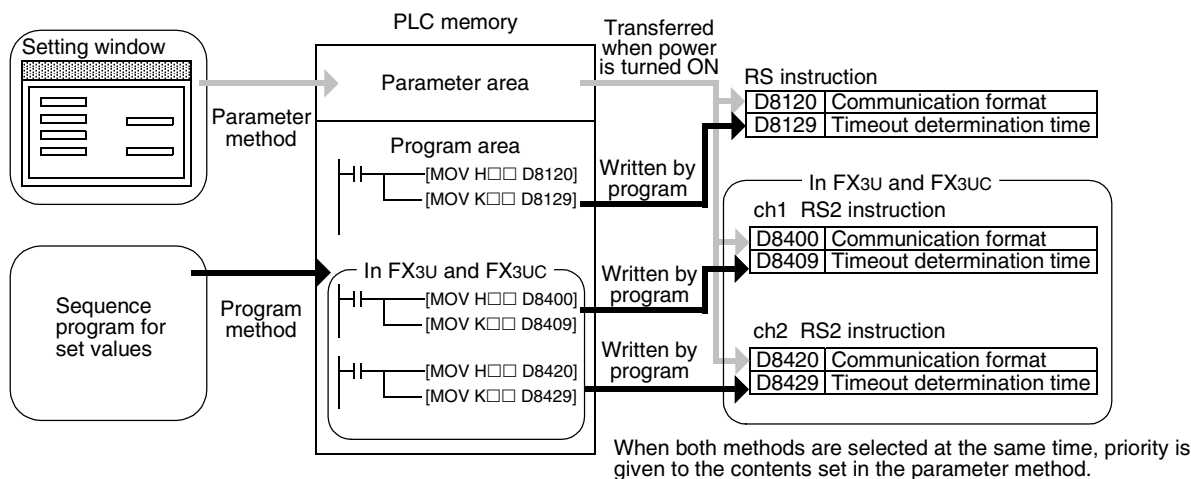 PLC memory
Setting window
Parameter
method
Parameter area
Transferred
when power
is turned ON
Program area
[MOV H□□ D8120]
[MOV K□□ D8129]
Written by
program
RS instruction
D8120 Communication format
D8129 Timeout determination time
Sequence
program for
set values
Program
method
In FX3U and FX3UC
[MOV H□□ D8400]
[MOV K□□ D8409]
[MOV H□□ D8420]
[MOV K□□ D8429]
Written by
program
Written by
program
In FX3U and FX3UC
ch1 RS2 instruction
D8400 Communication format
D8409 Timeout determination time
ch2 RS2 instruction
D8420 Communication format
D8429 Timeout determination time
When both methods are selected at the same time, priority is
given to the contents set in the parameter method.